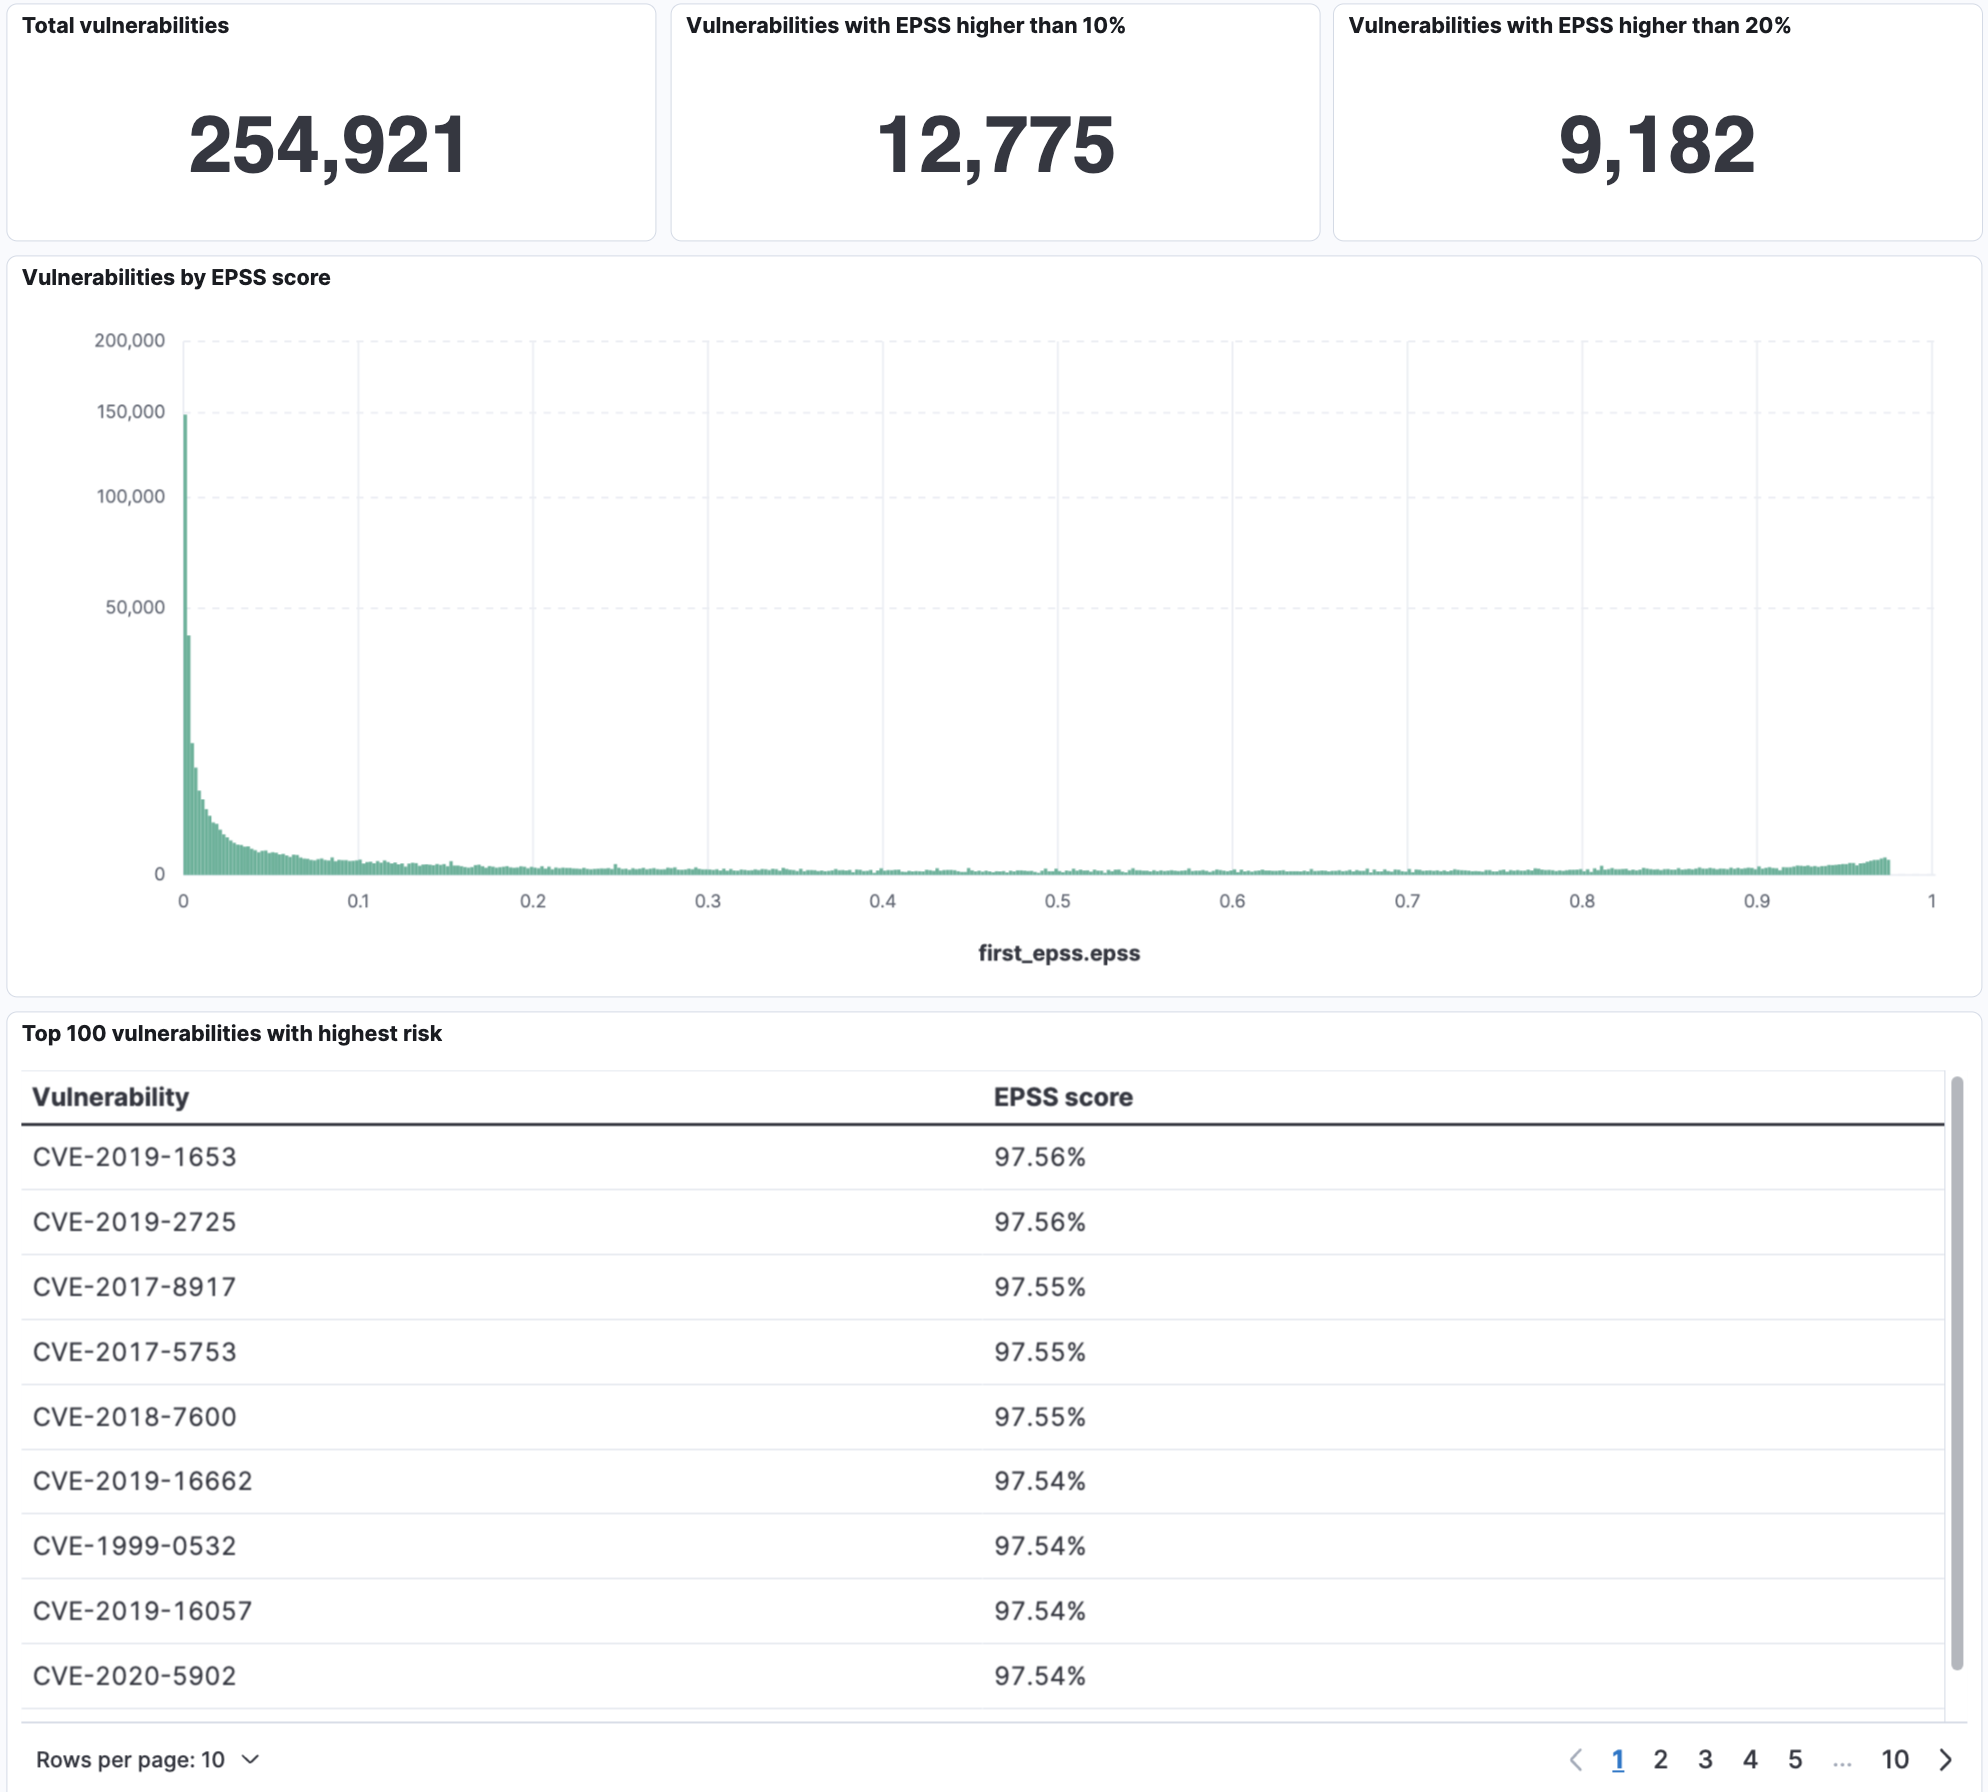 Total vulnerabilities
254,921
Vulnerabilities with EPSS higher than 10%
12,775
Vulnerabilities with EPSS higher than 20%
9,182
Vulnerabilities by EPSS score
200,000
150,000
100,000
50,000
0
0 0.1 0.2 0.3 0.4 0.5 0.6 0.7 0.8 0.9 1
first_epss.epss
Top 100 vulnerabilities with highest risk
Vulnerability EPSS score
CVE-2019-1653 97.56%
CVE-2019-2725 97.56%
CVE-2017-8917 97.55%
CVE-2017-5753 97.55%
CVE-2018-7600 97.55%
CVE-2019-16662 97.54%
CVE-1999-0532 97.54%
CVE-2019-16057 97.54%
CVE-2020-5902 97.54%
Rows per page: 10
1 2 3 4 5 ... 10